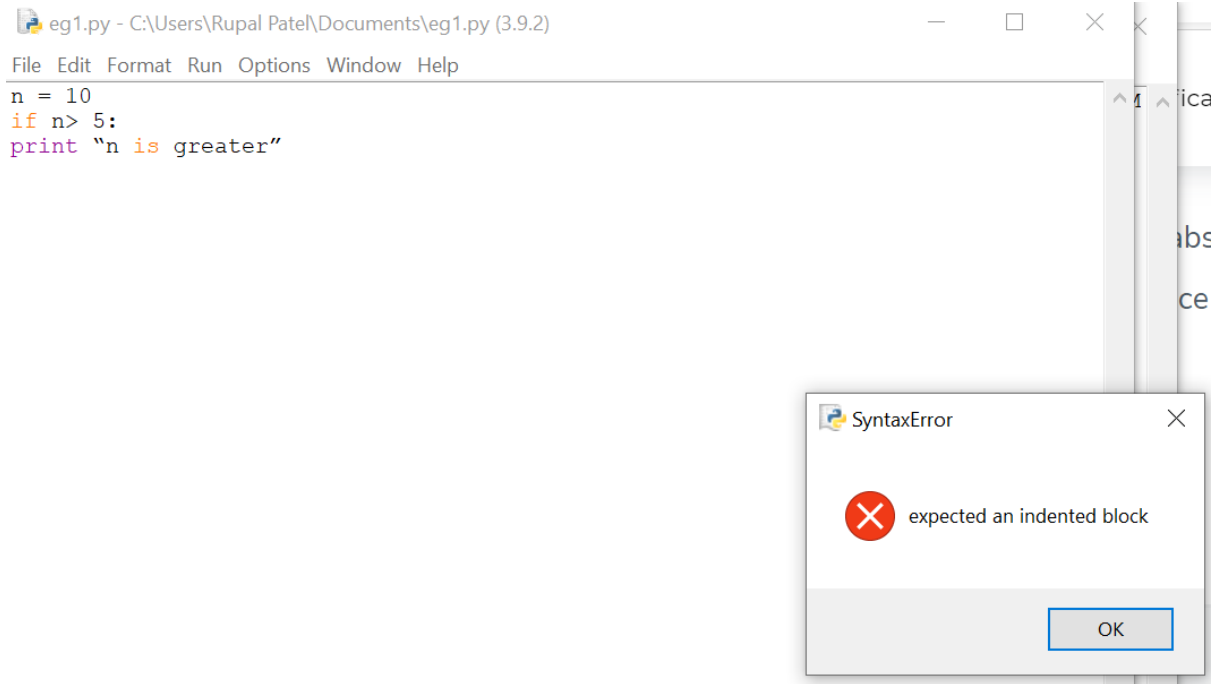 eg1.py - C:\Users\Rupal Patel\Documents\eg1.py (3.9.2)
File Edit Format Run Options Window Help
n = 10
if n> 5:
print “n is greater”
SyntaxError
expected an indented block
OK